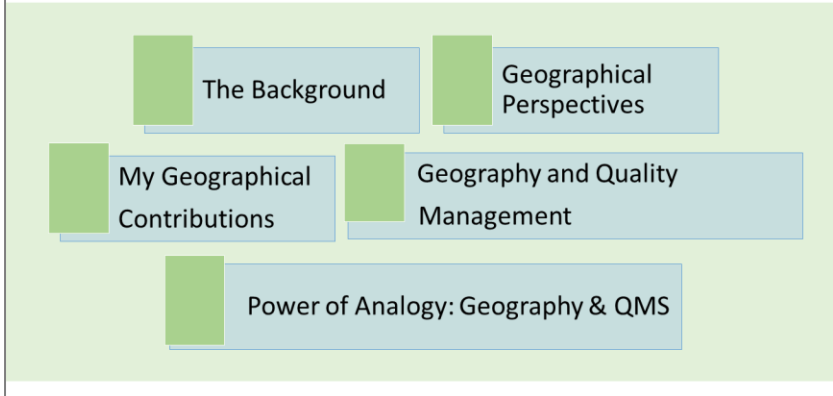 The Background
Geographical
Perspectives
My Geographical
Contributions
Geography and Quality
Management
Power of Analogy: Geography & QMS